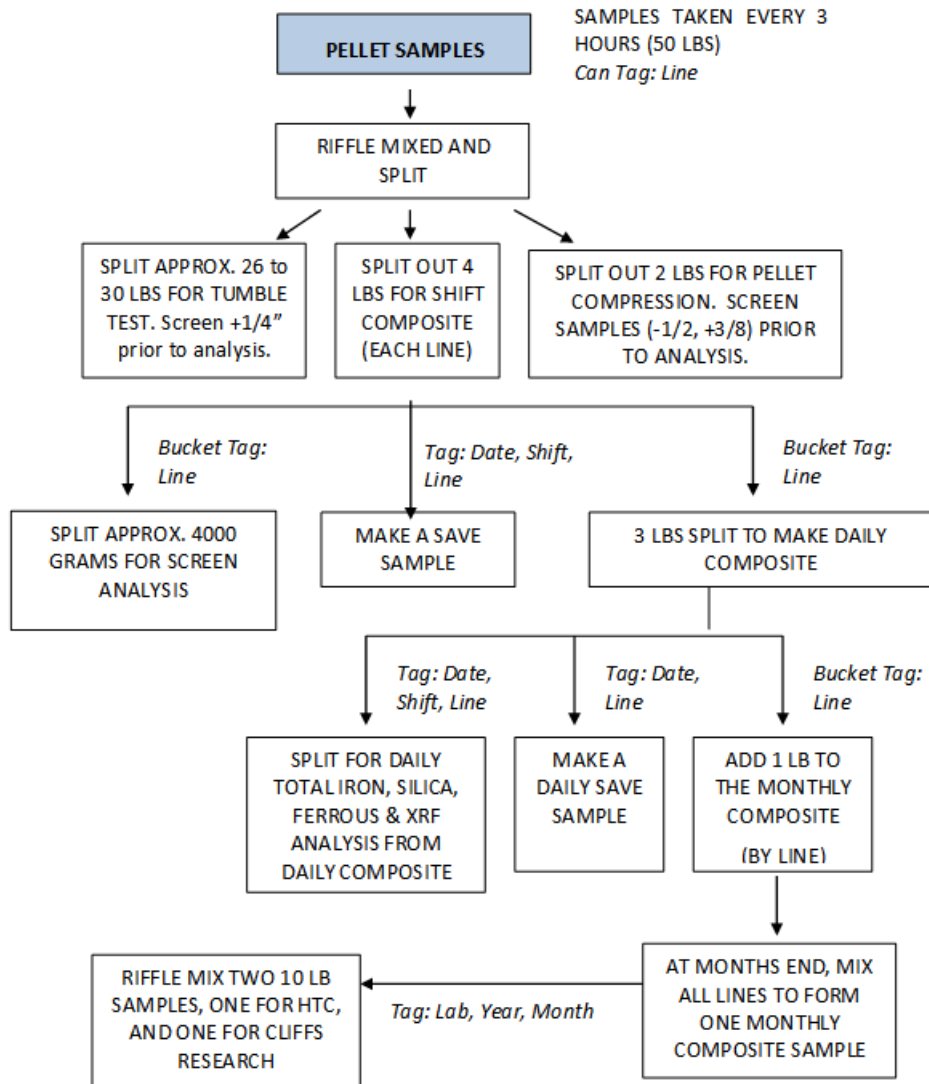 PELLET SAMPLES
SAMPLES TAKEN EVERY 3
HOURS (50 LBS)
Can Tag: Line
RIFFLE MIXED AND
SPLIT
SPLIT APPROX. 26 to
30 LBS FOR TUMBLE
TEST. Screen +1/4"
prior to analysis.
SPLIT OUT 4
LBS FOR SHIFT
COMPOSITE
(EACH LINE)
SPLIT OUT 2 LBS FOR PELLET
COMPRESSION. SCREEN
SAMPLES (-1/2, +3/8) PRIOR
TO ANALYSIS.
Bucket Tag:
Line
Tag: Date, Shift,
Line
Bucket Tag:
Line
SPLIT APPROX. 4000
GRAMS FOR SCREEN
ANALYSIS
MAKE A SAVE
SAMPLE
3 LBS SPLIT TO MAKE DAILY
COMPOSITE
Tag: Date,
Shift, Line
Tag: Date,
Line
Bucket Tag:
Line
SPLIT FOR DAILY
TOTAL IRON, SILICA,
FERROUS & XRF
ANALYSIS FROM
DAILY COMPOSITE
MAKE A
DAILY SAVE
SAMPLE
ADD 1 LB TO
THE MONTHLY
COMPOSITE
(BY LINE)
RIFFLE MIX TWO 10 LB
SAMPLES, ONE FOR HTC,
AND ONE FOR CLIFFS
RESEARCH
Tag: Lab, Year, Month
AT MONTHS END, MIX
ALL LINES TO FORM
ONE MONTHLY
COMPOSITE SAMPLE